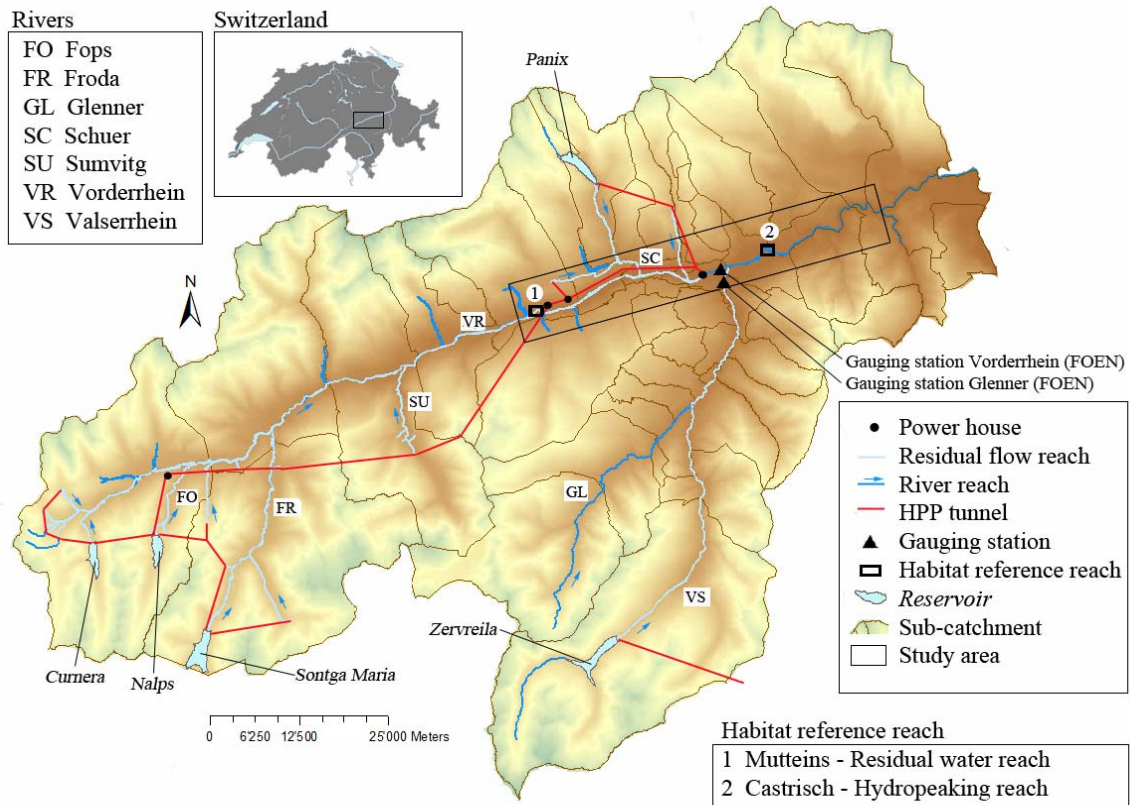 Rivers
FO Fops
FR Froda
GL Glenner
SC Schuer
SU Sumvitg
VR Vorderrhein
VS Valserrhein
Switzerland
Panix
2
SC
1
N
VR
Gauging station Vorderrhein (FOEN)
Gauging station Glenner (FOEN)
SU
FO
FR
GL
VS
Zervreila
Curnera
Nalps
Sontga Maria
0 6'250 12'500 25'000 Meters
Power house
Residual flow reach
River reach
HPP tunnel
Gauging station
Habitat reference reach
Reservoir
Sub-catchment
Study area
Habitat reference reach
1 Mutteins - Residual water reach
2 Castrisch - Hydropeaking reach